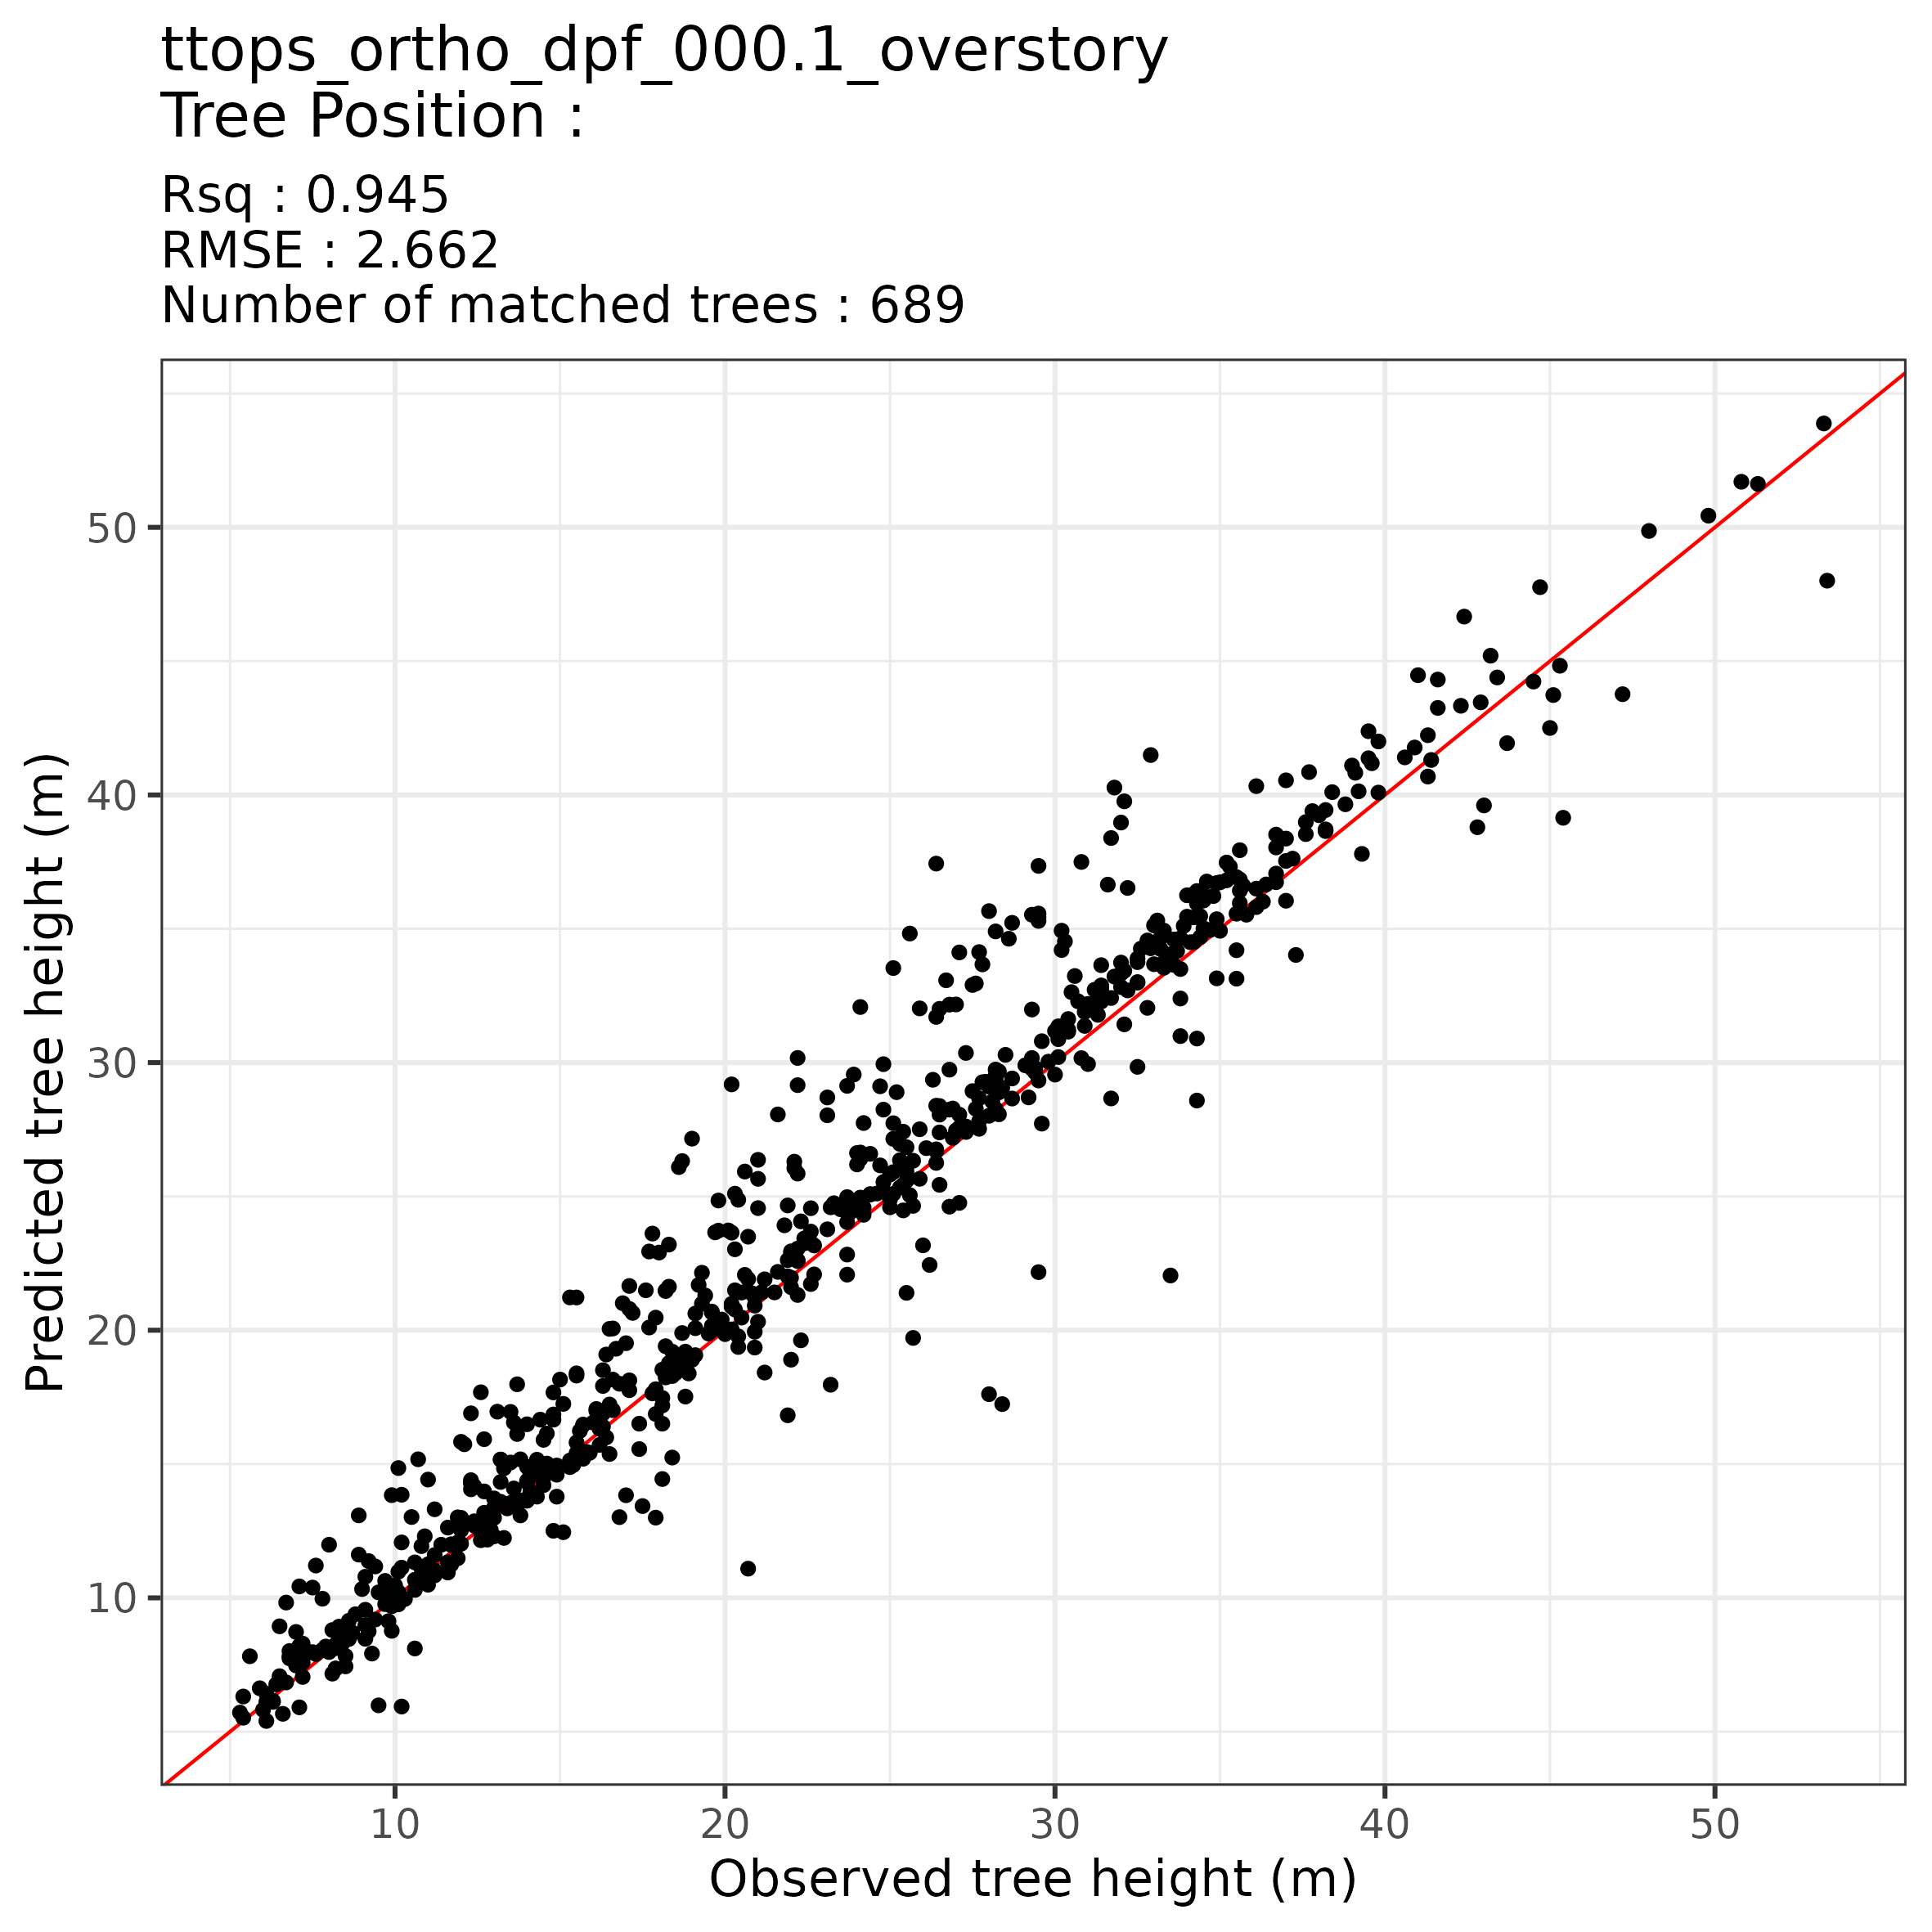 ttops_ortho_dpf_000.1_overstory
Tree Position :
Rsq : 0.945
RMSE : 2.662
Number of matched trees : 689
50
40
30
20
10
Predicted tree height (m)
10 20 30 40 50
Observed tree height (m)